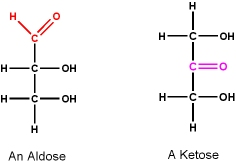 H O H
C H C OH
H C OH C O
H C OH H C OH
H H
An Aldose A Ketose